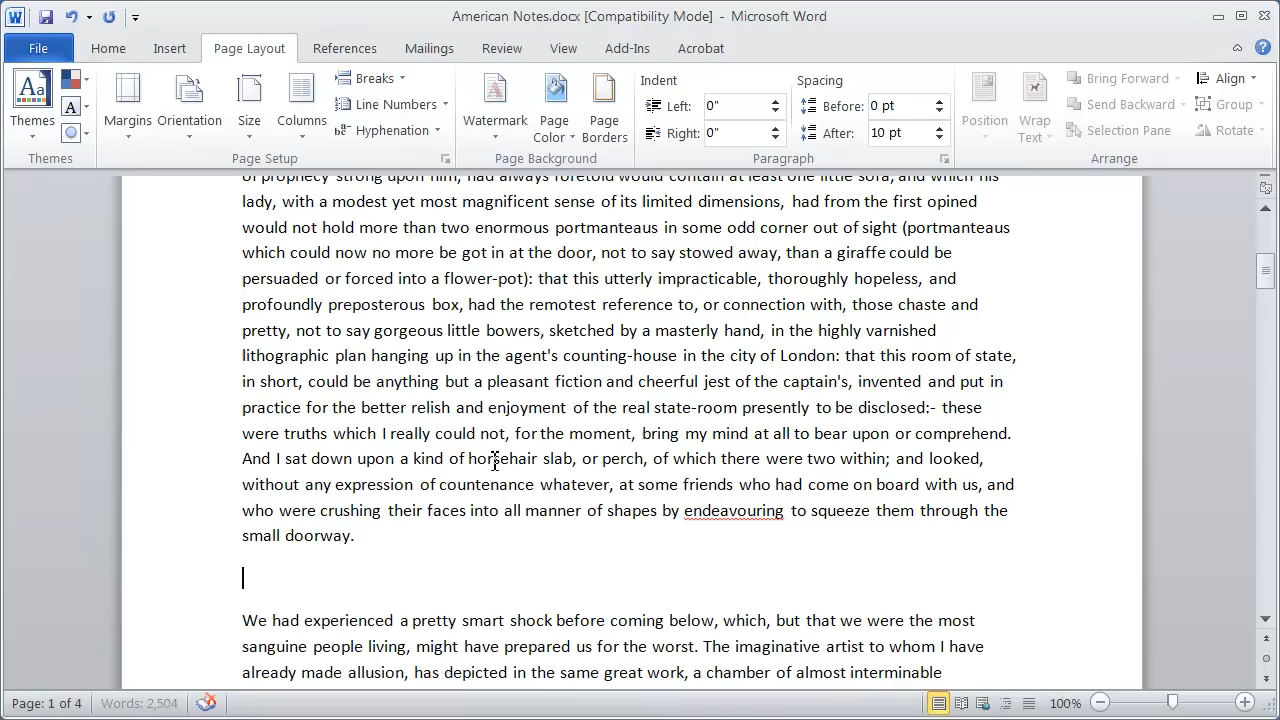 American Notes.docx [Compatibility Mode] - Microsoft Word
File Home Insert Page Layout References Mailings Review View Add-Ins Acrobat
Themes
Margins Orientation Size Columns
Breaks
Line Numbers
Hyphenation
Watermark Page Color Page Borders
Indent
Left: 0"
Right: 0"
Spacing
Before: 0 pt
After: 10 pt
Position Wrap Text
Bring Forward
Send Backward
Selection Pane
Align
Group
Rotate
Themes Page Setup Page Background Paragraph Arrange
of prophecy strong upon him, had always foretold would contain at least one little sofa, and which his
lady, with a modest yet most magnificent sense of its limited dimensions, had from the first opined
would not hold more than two enormous portmanteaus in some odd corner out of sight (portmanteaus
which could now no more be got in at the door, not to say stowed away, than a giraffe could be
persuaded or forced into a flower-pot): that this utterly impracticable, thoroughly hopeless, and
profoundly preposterous box, had the remotest reference to, or connection with, those chaste and
pretty, not to say gorgeous little bowers, sketched by a masterly hand, in the highly varnished
lithographic plan hanging up in the agent's counting-house in the city of London: that this room of state,
in short, could be anything but a pleasant fiction and cheerful jest of the captain's, invented and put in
practice for the better relish and enjoyment of the real state-room presently to be disclosed:- these
were truths which I really could not, for the moment, bring my mind at all to bear upon or comprehend.
And I sat down upon a kind of horsehair slab, or perch, of which there were two within; and looked,
without any expression of countenance whatever, at some friends who had come on board with us, and
who were crushing their faces into all manner of shapes by endeavouring to squeeze them through the
small doorway.
We had experienced a pretty smart shock before coming below, which, but that we were the most
sanguine people living, might have prepared us for the worst. The imaginative artist to whom I have
already made allusion, has depicted in the same great work, a chamber of almost interminable
Page: 1 of 4 Words: 2,504 100%